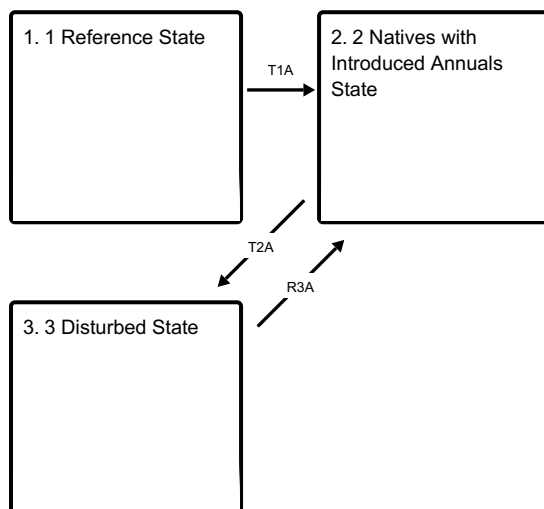 1. 1 Reference State
T1A
2. 2 Natives with
Introduced Annuals
State
T2A
R3A
3. 3 Disturbed State